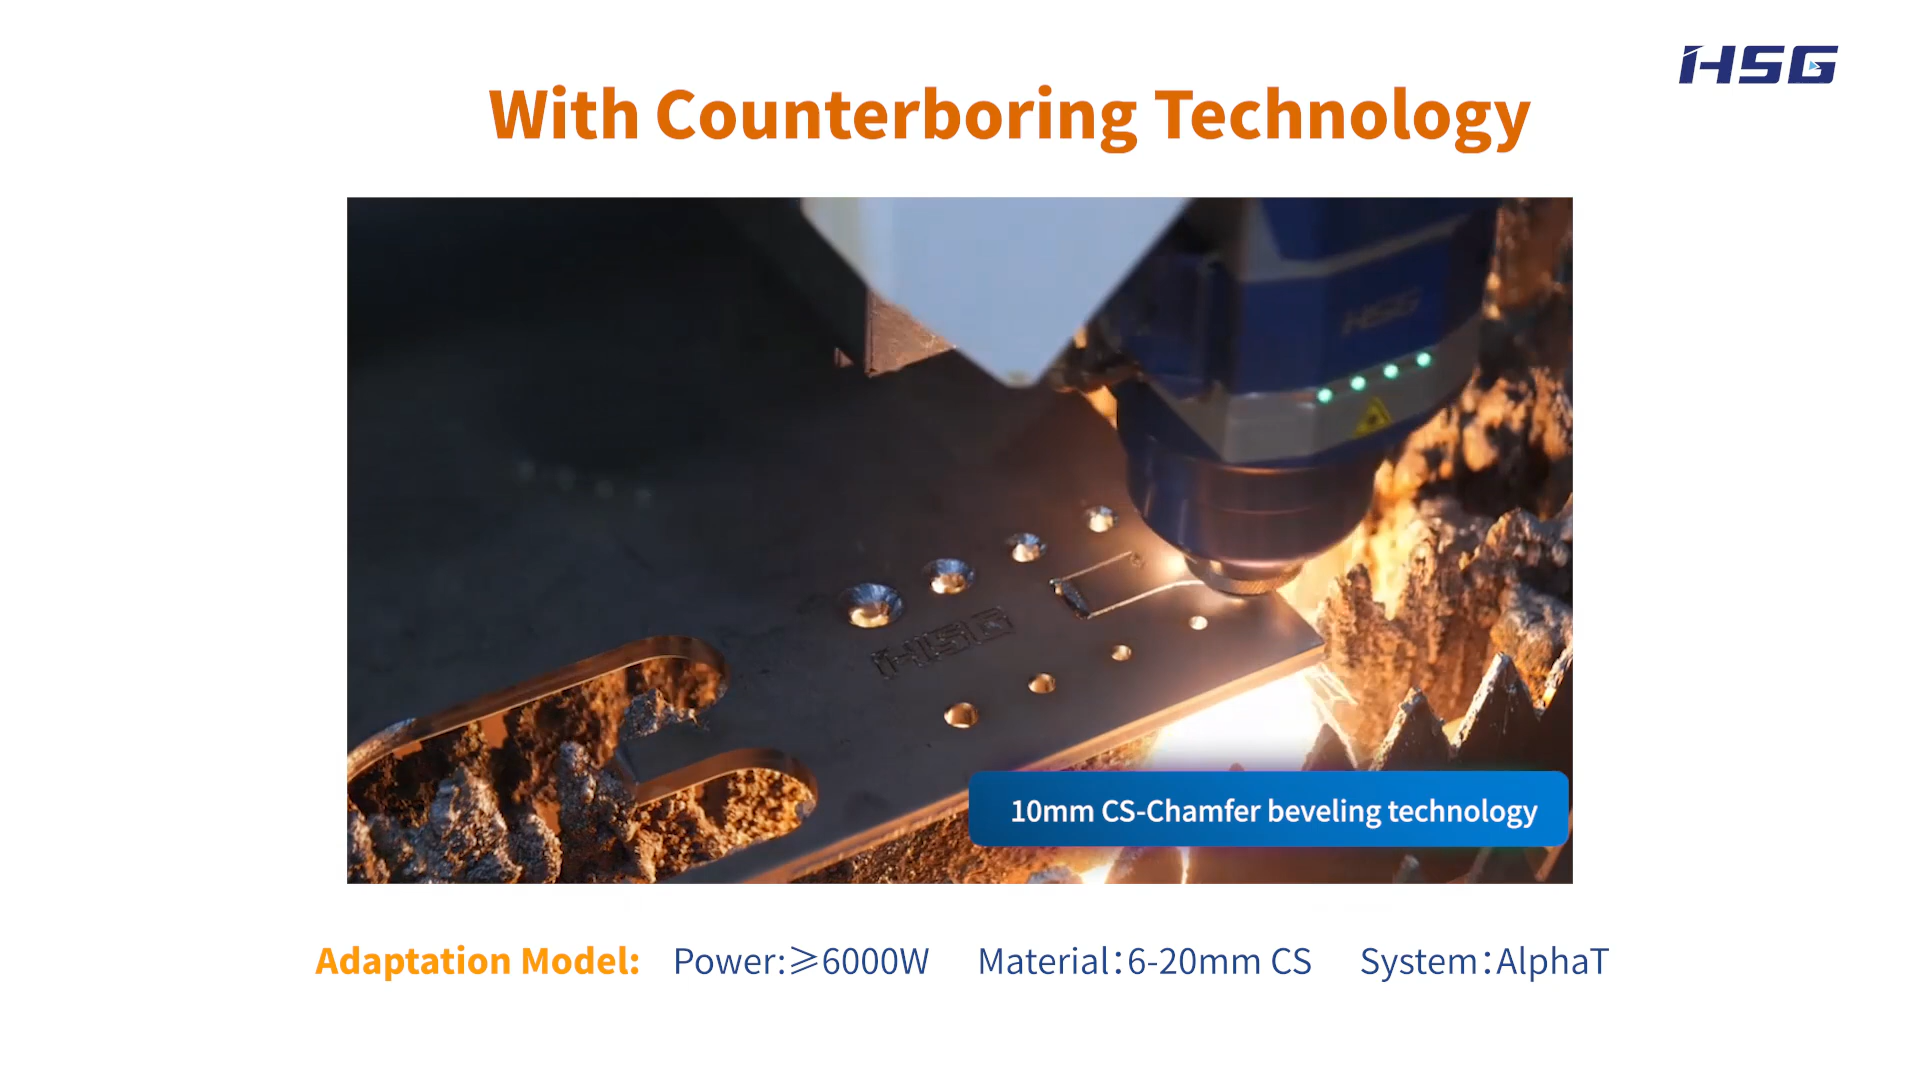 HSG
With Counterboring Technology
HSG
HSG
10mm CS-Chamfer beveling technology
Adaptation Model: Power:≥6000W Material:6-20mm CS System:AlphaT